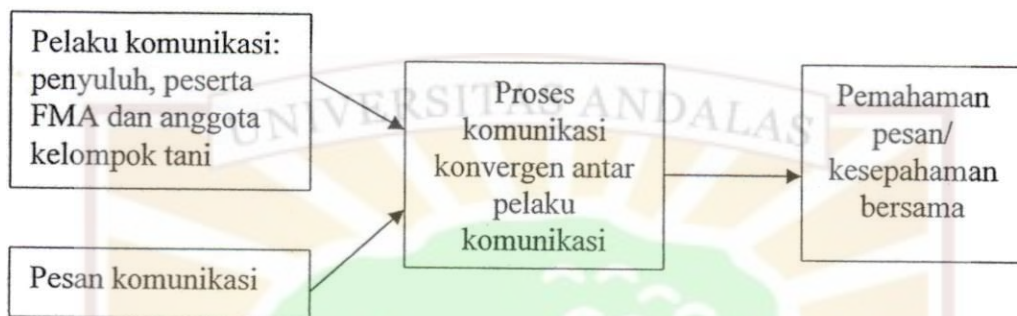 Pelaku komunikasi:
penyuluh, peserta
FMA dan anggota
kelompok tani
Pesan komunikasi
Proses
komunikasi
konvergen antar
pelaku
komunikasi
Pemahaman
pesan/
kesepahaman
bersama
UNIVERSITAS ANDALAS